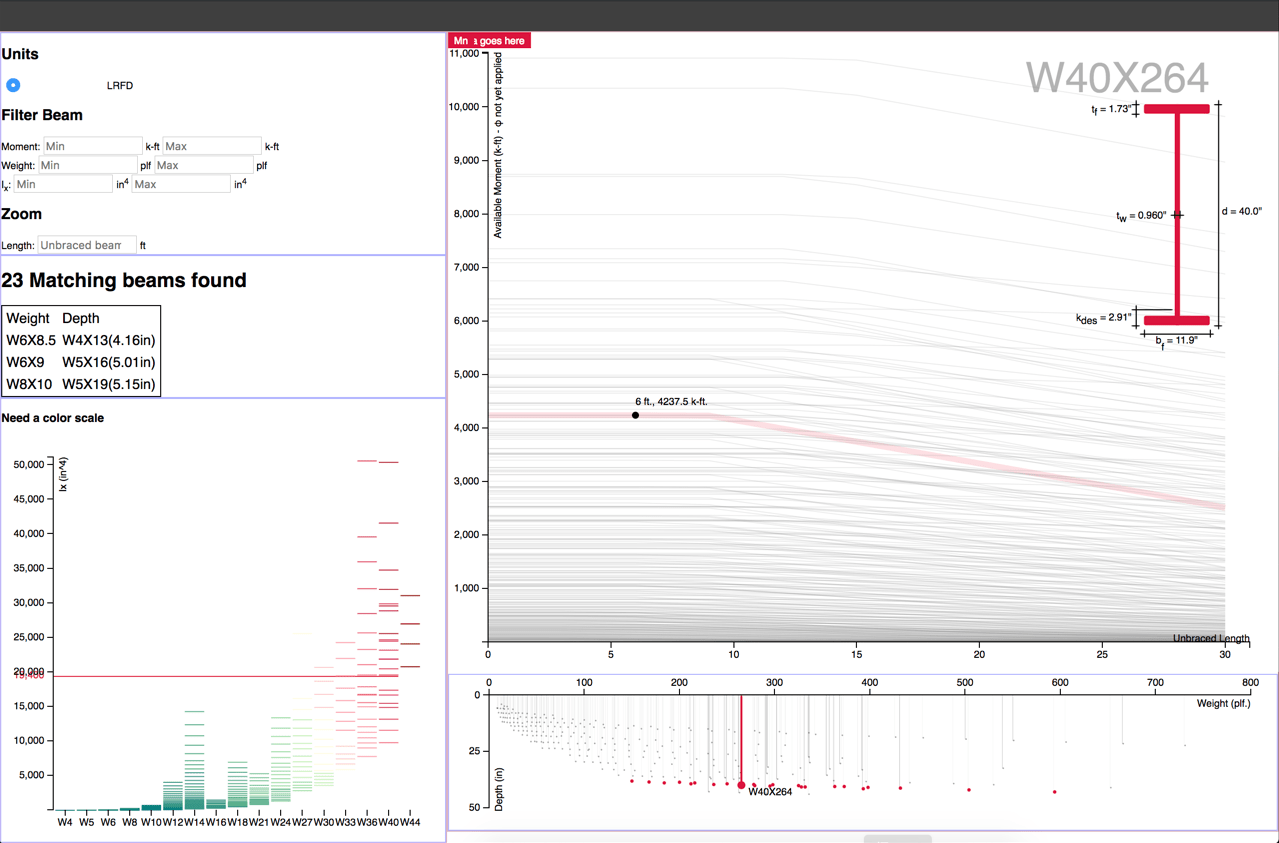 Units
LRFD
Filter Beam
Moment: Min k-ft Max k-ft
Weight: Min plf Max plf
Ix: Min in4 Max in4
Zoom
Length: Unbraced beam ft
23 Matching beams found
Weight Depth
W6X8.5 W4X13(4.16in)
W6X9 W5X16(5.01in)
W8X10 W5X19(5.15in)
Need a color scale
Ix (in^4)
50,000
45,000
40,000
35,000
30,000
25,000
20,000
15,000
10,000
5,000
W4 W5 W6 W8 W10 W12 W14 W16 W18 W21 W24 W27 W30 W33 W36 W40 W44
Mn goes here
Available Moment (k-ft) - Φ not yet applied
11,000
10,000
9,000
8,000
7,000
6,000
5,000
4,000
3,000
2,000
1,000
W40X264
tf = 1.73"
tw = 0.960"
d = 40.0"
kdes = 2.91"
bf = 11.9"
6 ft., 4237.5 k-ft.
Unbraced Length
0 5 10 15 20 25 30
0 100 200 300 400 500 600 700 800
Weight (plf.)
0
25
50
Depth (in)
W40X264